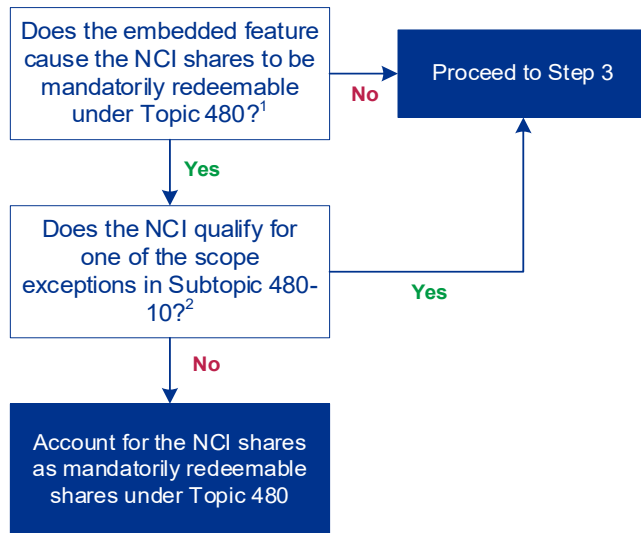 Does the embedded feature
cause the NCI shares to be
mandatorily redeemable
under Topic 480?¹
No
Proceed to Step 3
Yes
Does the NCI qualify for
one of the scope
exceptions in Subtopic 480-
10?²
Yes
No
Account for the NCI shares
as mandatorily redeemable
shares under Topic 480